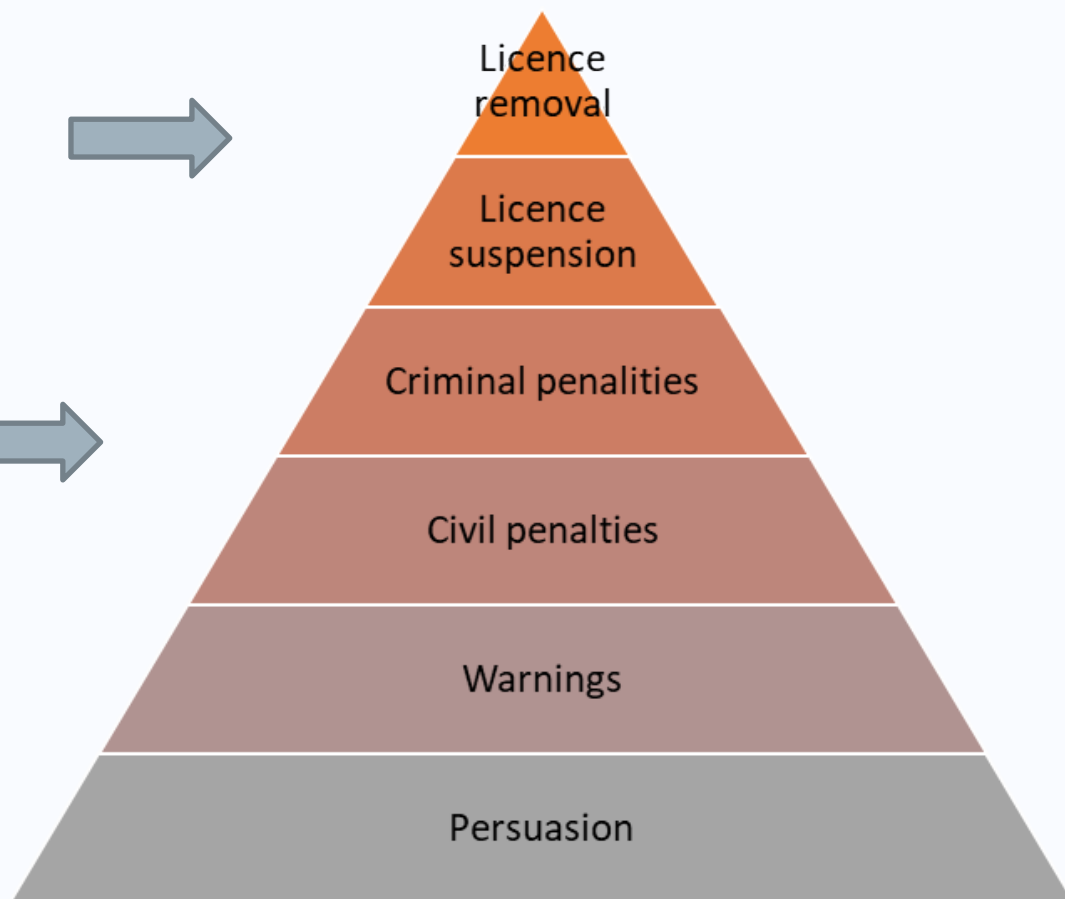 Licence
removal
Licence
suspension
Criminal penalities
Civil penalties
Warnings
Persuasion